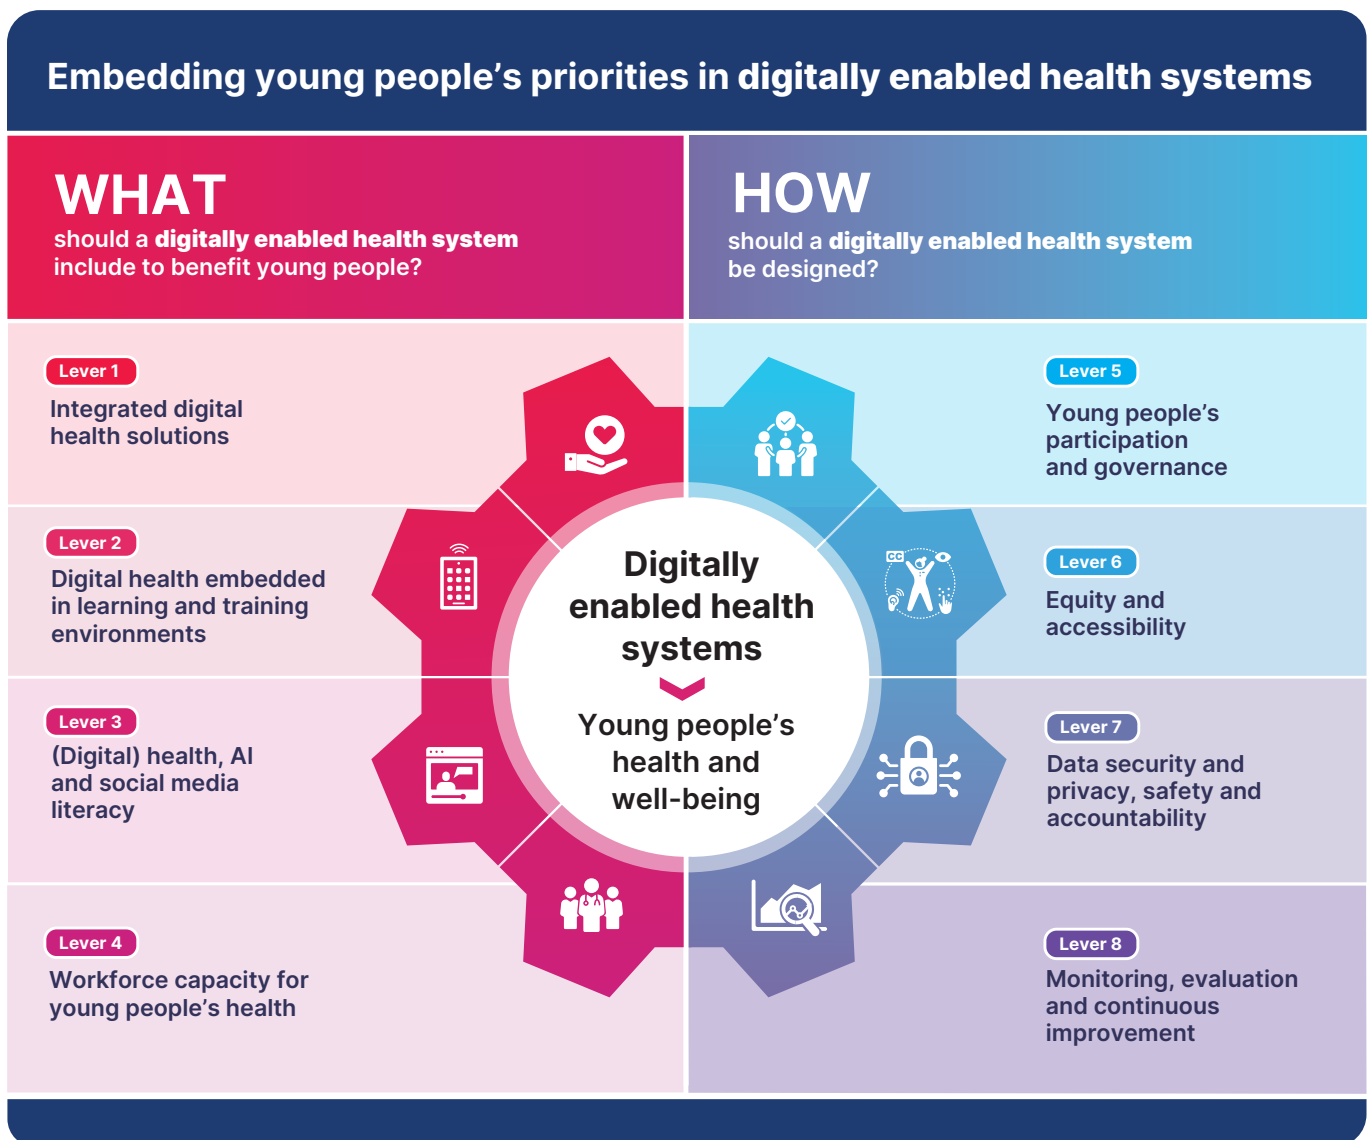 Embedding young people’s priorities in digitally enabled health systems
WHAT
should a digitally enabled health system
include to benefit young people?
HOW
should a digitally enabled health system
be designed?
Lever 1
Integrated digital
health solutions
Lever 2
Digital health embedded
in learning and training
environments
Lever 3
(Digital) health, AI
and social media
literacy
Lever 4
Workforce capacity for
young people’s health
Digitally
enabled health
systems
Young people’s
health and
well-being
Lever 5
Young people’s
participation
and governance
CC
Lever 6
Equity and
accessibility
Lever 7
Data security and
privacy, safety and
accountability
Lever 8
Monitoring, evaluation
and continuous
improvement